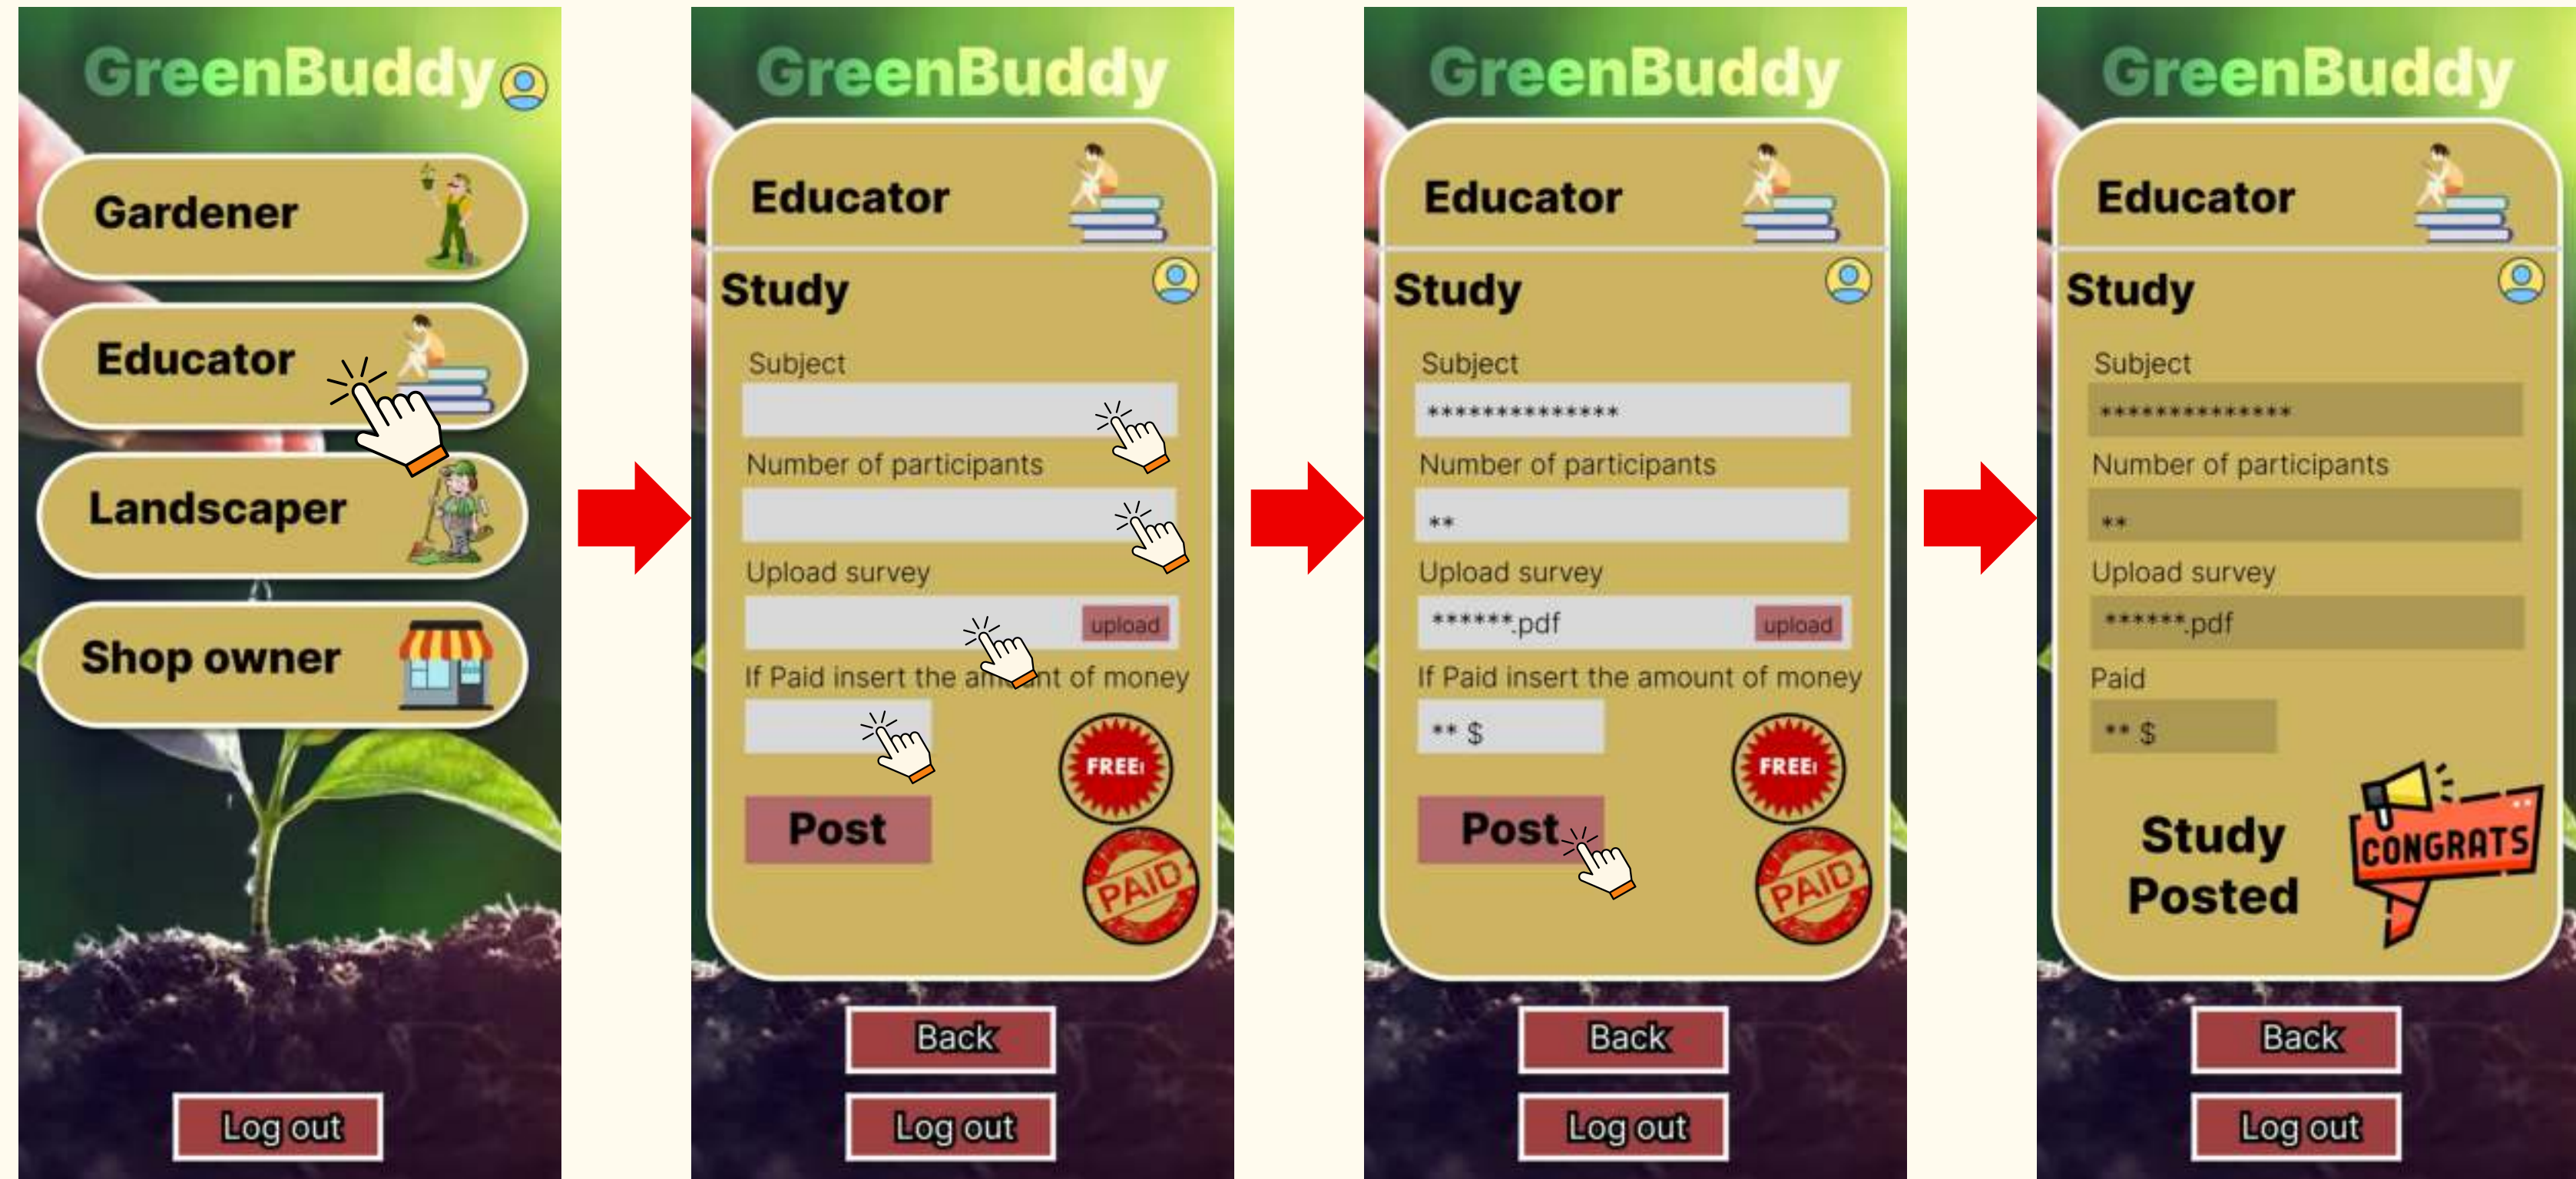 GreenBuddy
Gardener
Educator
Landscaper
Shop owner
Log out
GreenBuddy
Educator
Study
Subject
Number of participants
Upload survey
upload
If Paid insert the amount of money
FREE!
Post
PAID
Back
Log out
GreenBuddy
Educator
Study
Subject
**************
Number of participants
**
Upload survey
******.pdf
upload
If Paid insert the amount of money
** $
FREE!
Post
PAID
Back
Log out
GreenBuddy
Educator
Study
Subject
**************
Number of participants
**
Upload survey
******.pdf
Paid
** $
Study
Posted
CONGRATS
Back
Log out